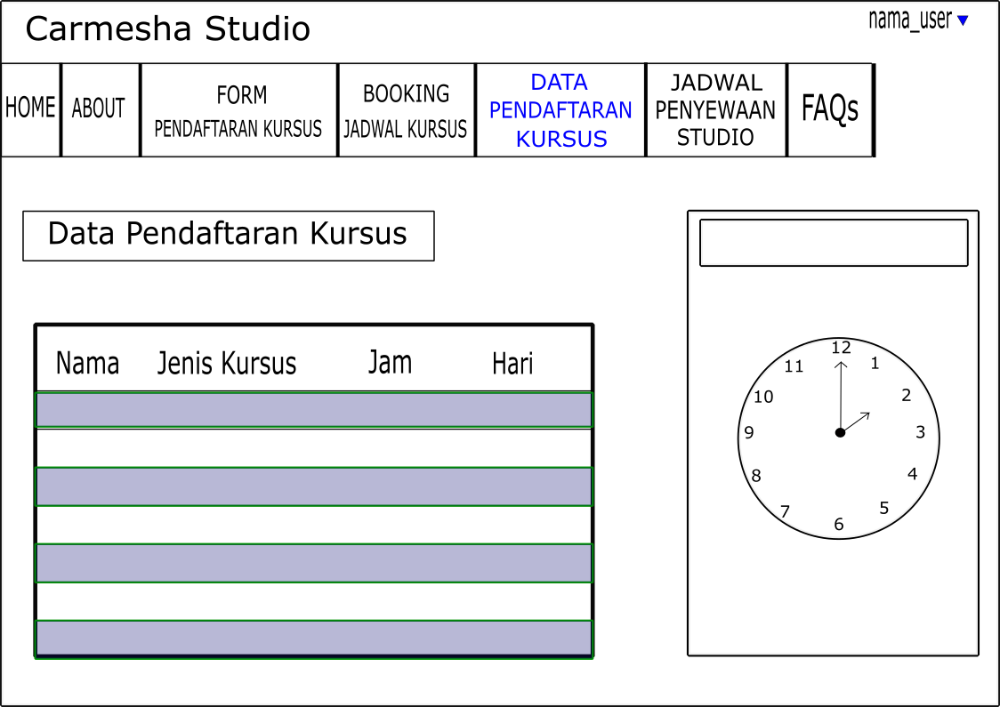 Carmesha Studio
nama_user
HOME
ABOUT
FORM
PENDAFTARAN KURSUS
BOOKING
JADWAL KURSUS
DATA
PENDAFTARAN
KURSUS
JADWAL
PENYEWAAN
STUDIO
FAQs
Data Pendaftaran Kursus
Nama Jenis Kursus Jam Hari
12
1
2
3
4
5
6
7
8
9
10
11